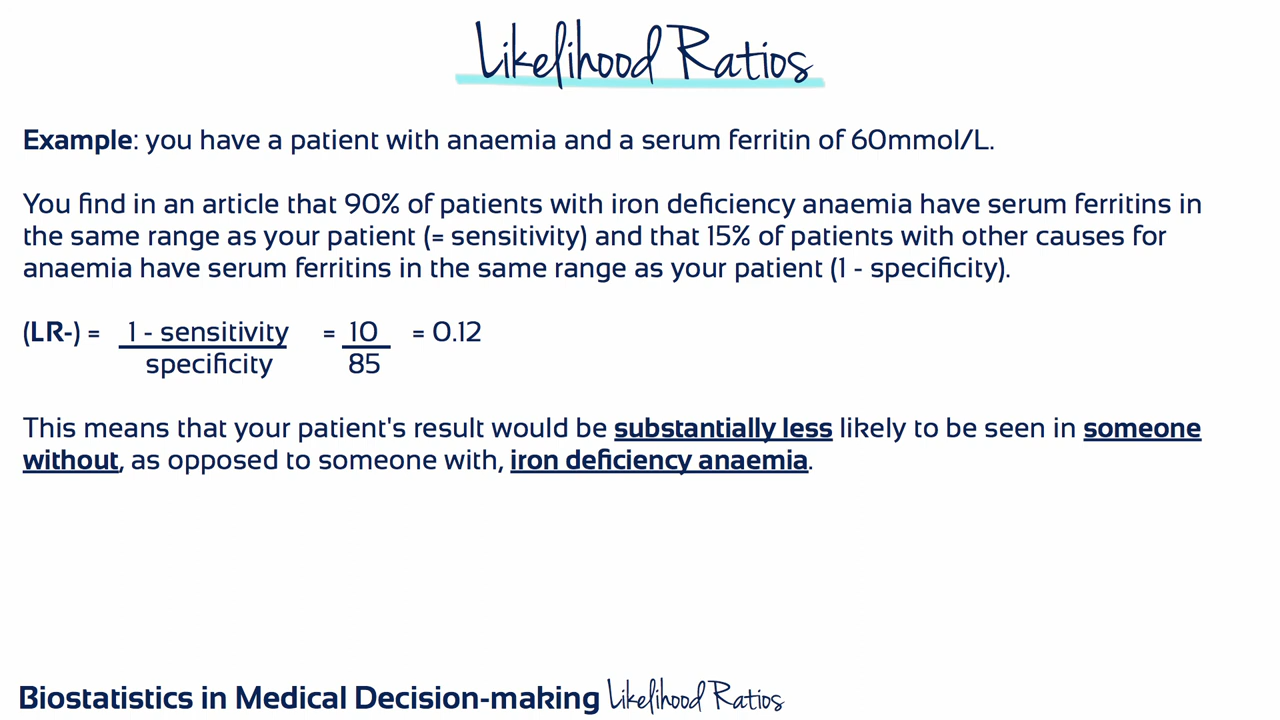 Likelihood Ratios
Example: you have a patient with anaemia and a serum ferritin of 60mmol/L.
You find in an article that 90% of patients with iron deficiency anaemia have serum ferritins in
the same range as your patient (= sensitivity) and that 15% of patients with other causes for
anaemia have serum ferritins in the same range as your patient (1 - specificity).
(LR-) = 1 - sensitivity = 10 = 0.12
specificity 85
This means that your patient's result would be substantially less likely to be seen in someone
without, as opposed to someone with, iron deficiency anaemia.
Biostatistics in Medical Decision-making Likelihood Ratios